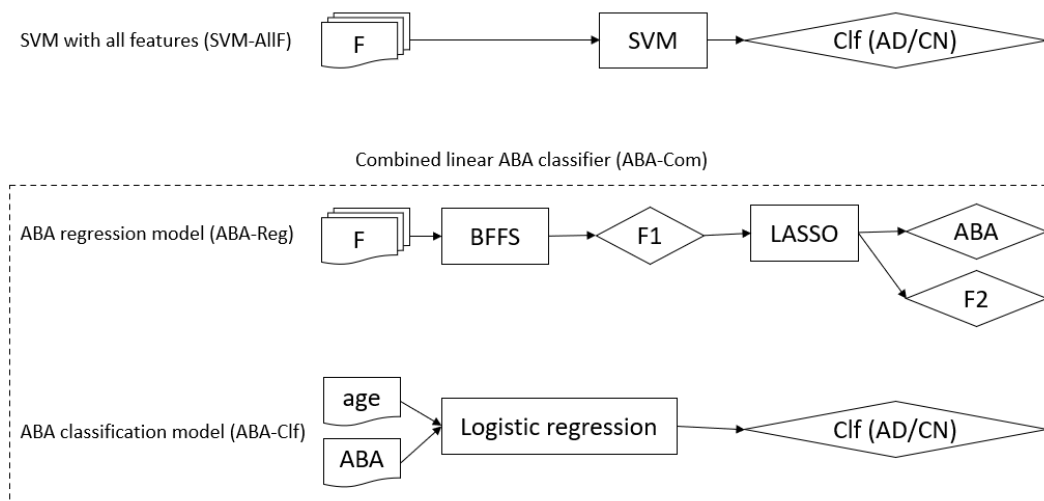 SVM with all features (SVM-AllF)
F
SVM
Clf (AD/CN)
Combined linear ABA classifier (ABA-Com)
ABA regression model (ABA-Reg)
F
BFFS
F1
LASSO
ABA
F2
age
ABA classification model (ABA-Clf)
ABA
Logistic regression
Clf (AD/CN)